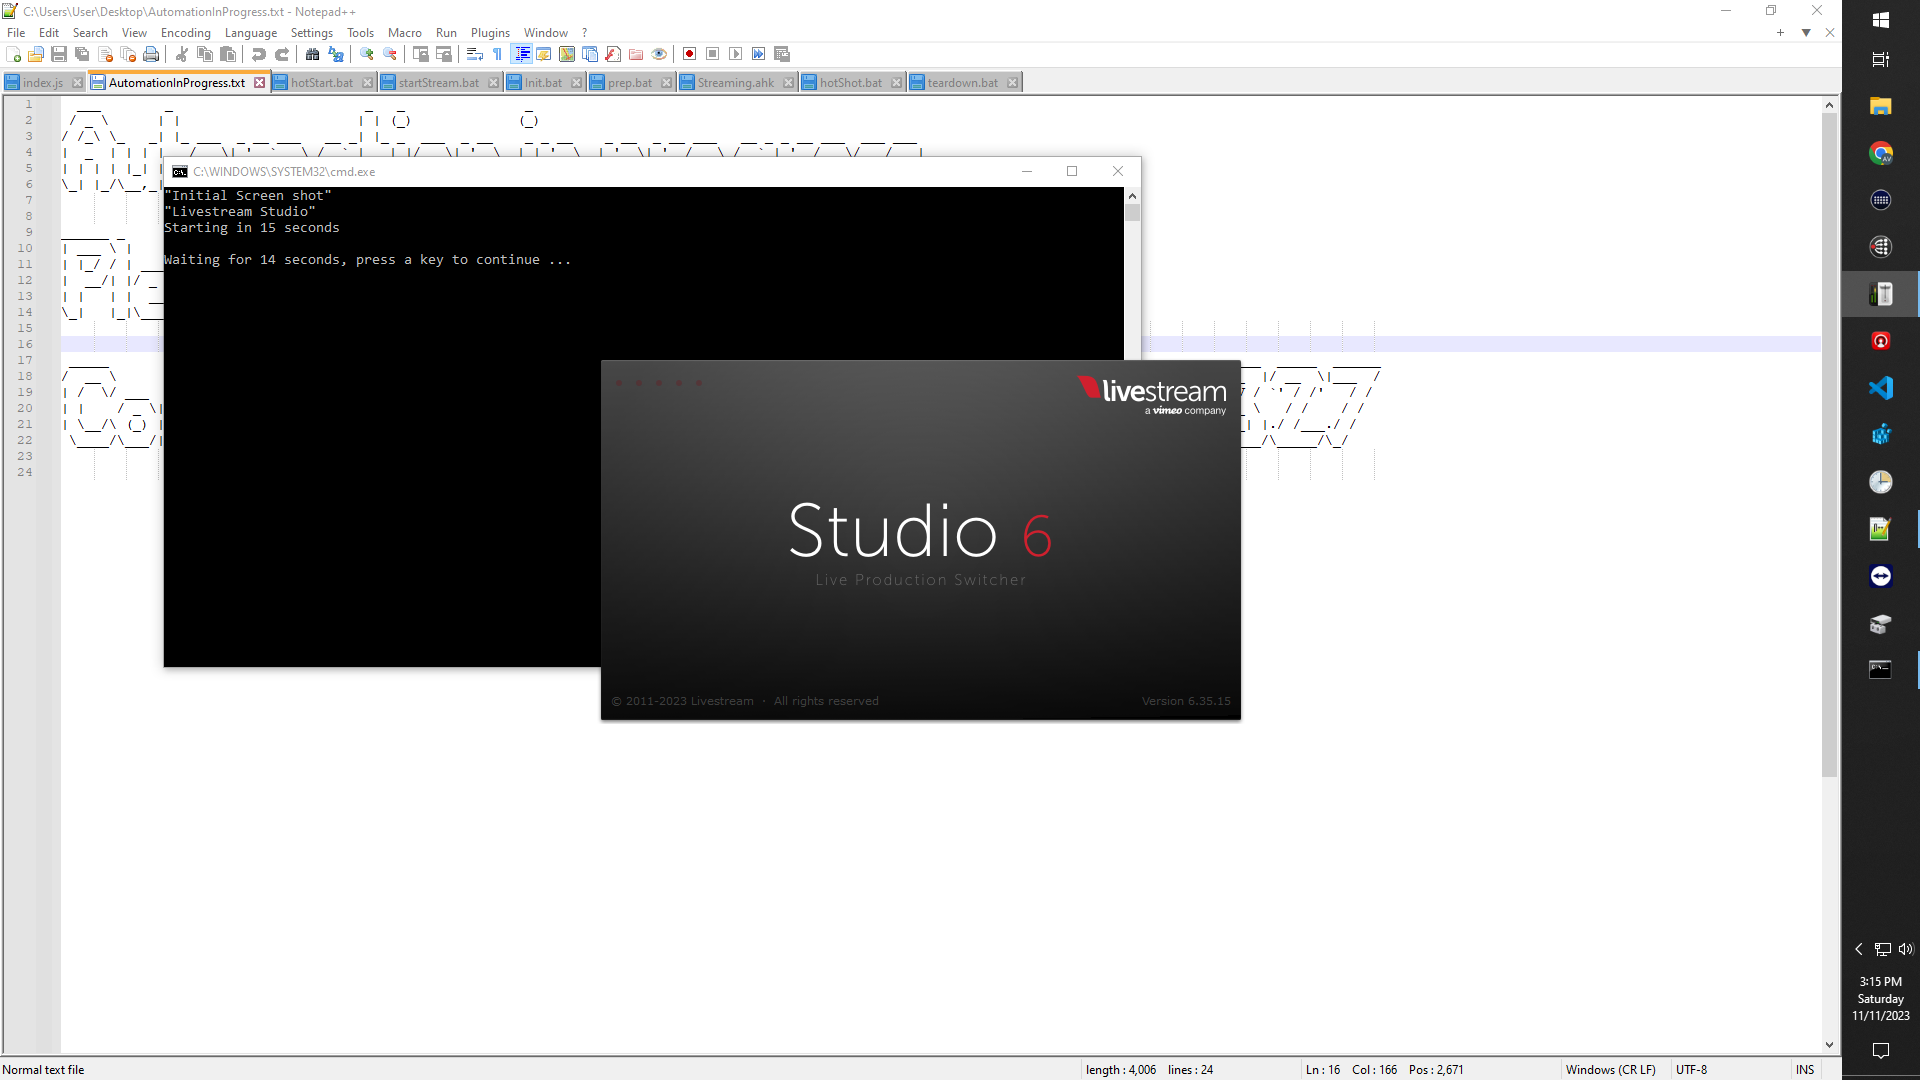 C:\Users\User\Desktop\AutomationInProgress.txt - Notepad++
File Edit Search View Encoding Language Settings Tools Macro Run Plugins Window ?
index.js AutomationInProgress.txt hotStart.bat startStream.bat Init.bat prep.bat Streaming.ahk hotShot.bat teardown.bat
1
2
3
4
5
6
7
8
9
10
11
12
13
14
15
16
17
18
19
20
21
22
23
24
C:\WINDOWS\SYSTEM32\cmd.exe
"Initial Screen shot"
"Livestream Studio"
Starting in 15 seconds
Waiting for 14 seconds, press a key to continue ...
livestream
a vimeo company
Studio 6
Live Production Switcher
© 2011-2023 Livestream · All rights reserved
Version 6.35.15
3:15 PM
Saturday
11/11/2023
Normal text file
length : 4,006 lines : 24
Ln : 16 Col : 166 Pos : 2,671
Windows (CR LF)
UTF-8
INS